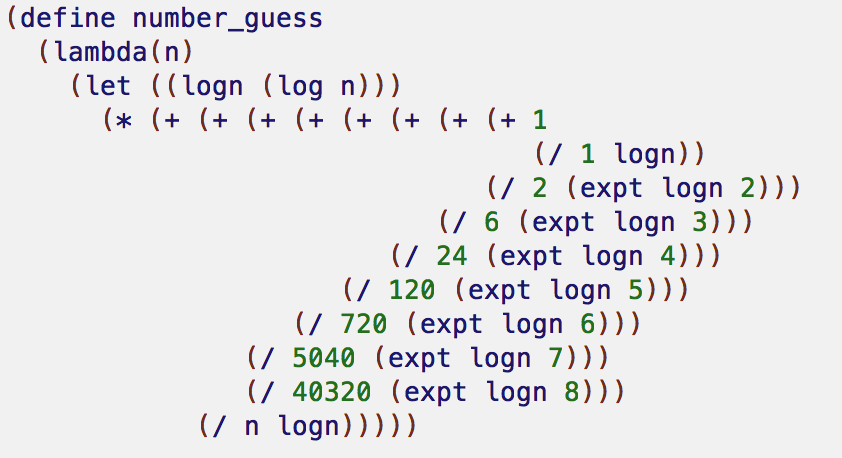 (define number_guess
(lambda(n)
(let ((logn (log n)))
(* (+ (+ (+ (+ (+ (+ (+ (+ 1
(/ 1 logn))
(/ 2 (expt logn 2)))
(/ 6 (expt logn 3)))
(/ 24 (expt logn 4)))
(/ 120 (expt logn 5)))
(/ 720 (expt logn 6)))
(/ 5040 (expt logn 7)))
(/ 40320 (expt logn 8)))
(/ n logn)))))